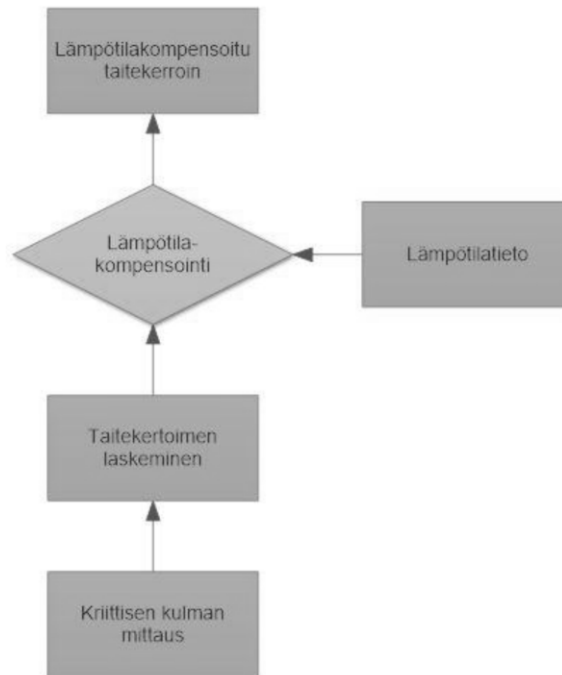 Lämpötilakompensoitu
taitekerroin
Lämpötila-
kompensointi
Lämpötilatieto
Taitekertoimen
laskeminen
Kriittisen kulman
mittaus